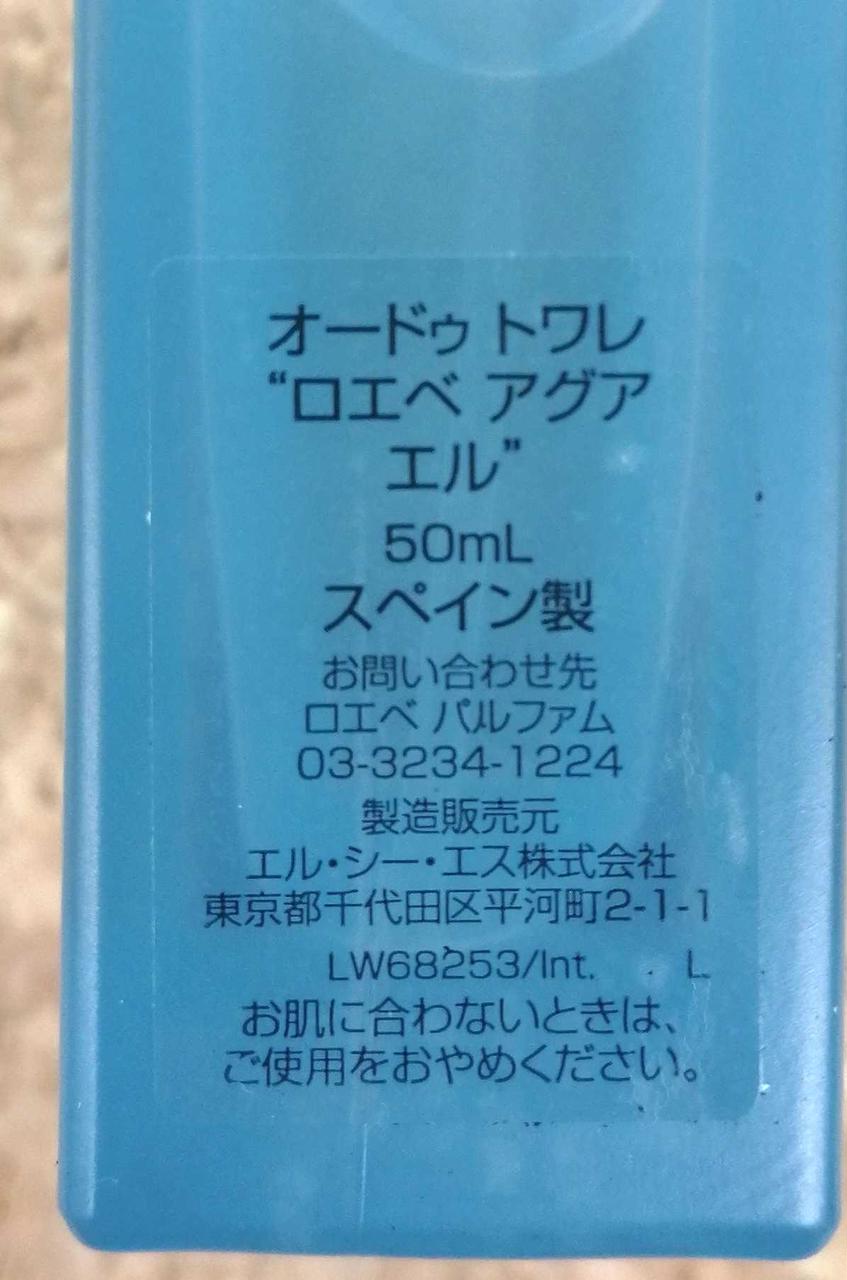 オードゥ トワレ
“ロエベ アグア
エル”
50mL
スペイン製
お問い合わせ先
ロエベ パルファム
03-3234-1224
製造販売元
エル・シー・エス株式会社
東京都千代田区平河町2-1-1
LW68253/Int. L
お肌に合わないときは、
ご使用をおやめください。